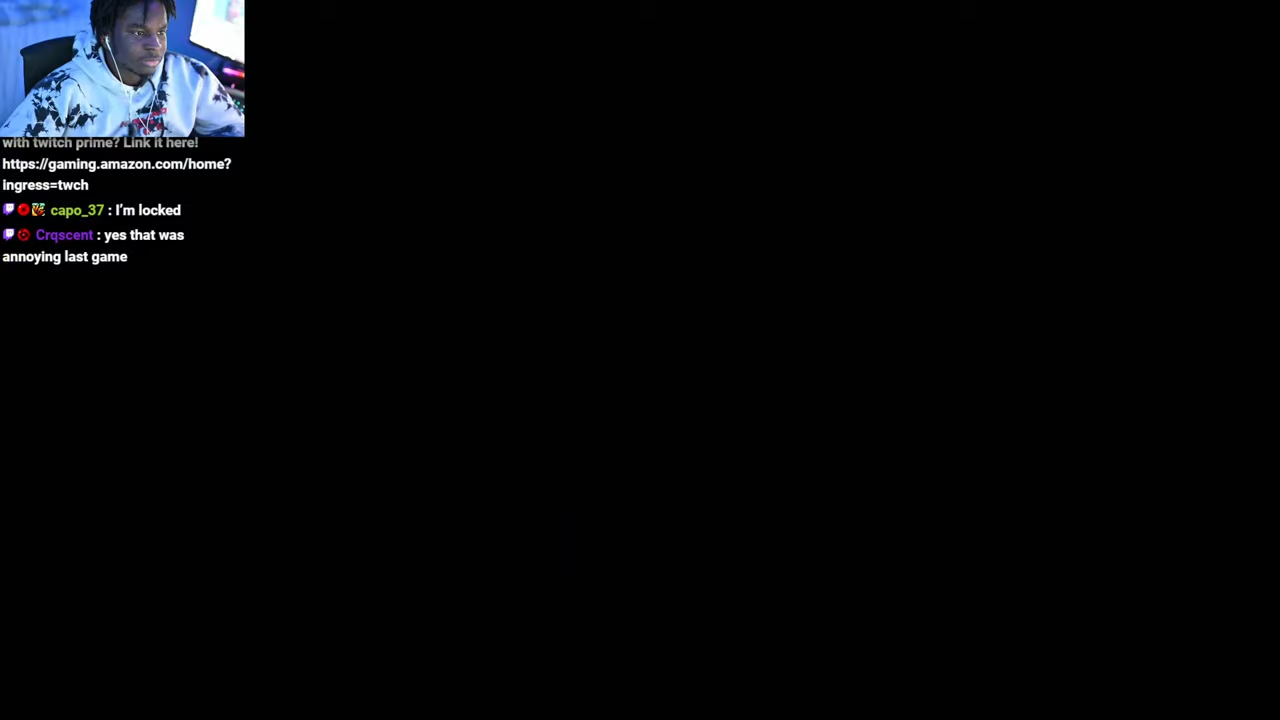 with twitch prime? Link it here!
https://gaming.amazon.com/home?
ingress=twch
capo_37 : I’m locked
Crqscent : yes that was
annoying last game